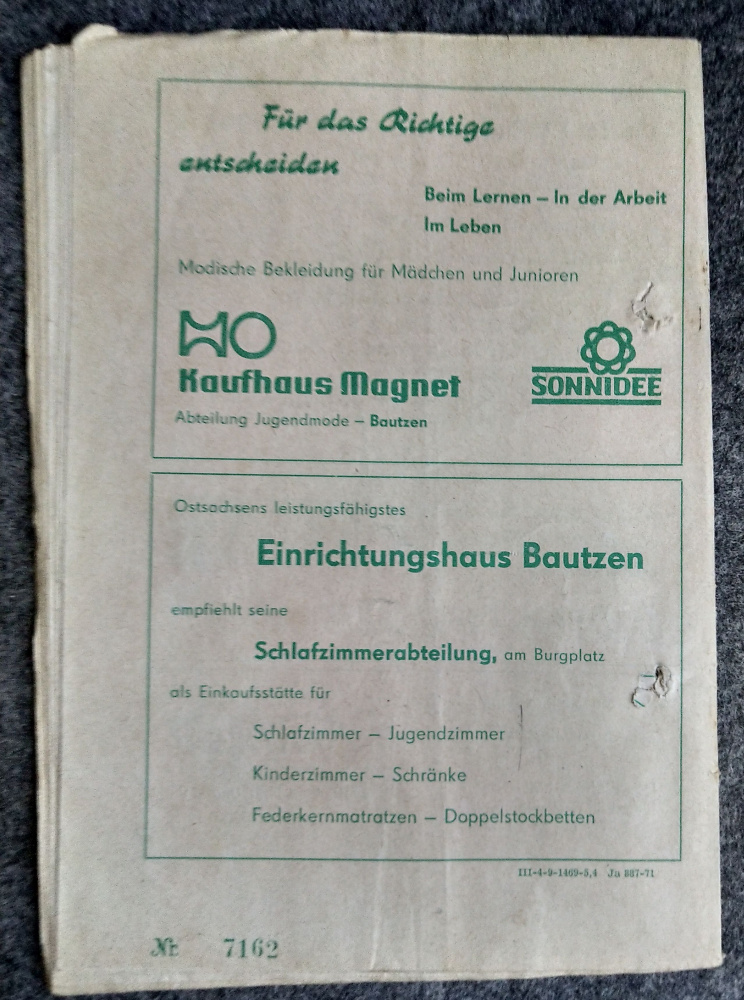 Für das Richtige
entscheiden
Beim Lernen – In der Arbeit
Im Leben
Modische Bekleidung für Mädchen und Junioren
HO
Kaufhaus Magnet
SONNIDEE
Abteilung Jugendmode – Bautzen
Ostsachsens leistungsfähigstes
Einrichtungshaus Bautzen
empfiehlt seine
Schlafzimmerabteilung, am Burgplatz
als Einkaufsstätte für
Schlafzimmer – Jugendzimmer
Kinderzimmer – Schränke
Federkernmatratzen – Doppelstockbetten
III-4-9-1469-5,4 Ja 887-71
Nr. 7162